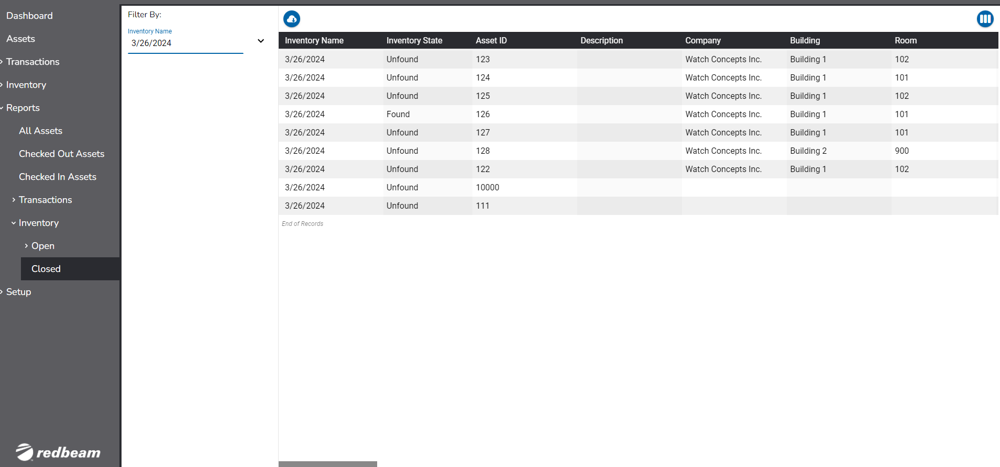 Dashboard
Assets
Transactions
Inventory
Reports
All Assets
Checked Out Assets
Checked In Assets
Transactions
Inventory
Open
Closed
Setup
redbeam
Filter By:
Inventory Name
3/26/2024
Inventory Name Inventory State Asset ID Description Company Building Room
3/26/2024 Unfound 123 Watch Concepts Inc. Building 1 102
3/26/2024 Unfound 124 Watch Concepts Inc. Building 1 101
3/26/2024 Unfound 125 Watch Concepts Inc. Building 1 102
3/26/2024 Found 126 Watch Concepts Inc. Building 1 101
3/26/2024 Unfound 127 Watch Concepts Inc. Building 1 101
3/26/2024 Unfound 128 Watch Concepts Inc. Building 2 900
3/26/2024 Unfound 122 Watch Concepts Inc. Building 1 102
3/26/2024 Unfound 10000
3/26/2024 Unfound 111
End of Records